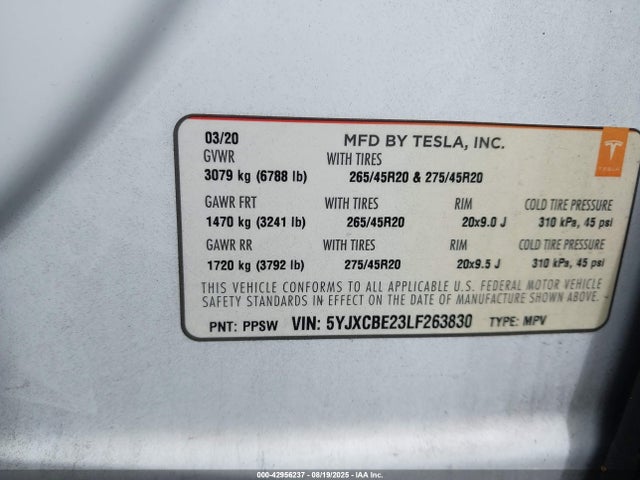 03/20 MFD BY TESLA, INC.
GVWR WITH TIRES
3079 kg (6788 lb) 265/45R20 & 275/45R20
GAWR FRT WITH TIRES RIM COLD TIRE PRESSURE
1470 kg (3241 lb) 265/45R20 20x9.0 J 310 kPa, 45 psi
GAWR RR WITH TIRES RIM COLD TIRE PRESSURE
1720 kg (3792 lb) 275/45R20 20x9.5 J 310 kPa, 45 psi
THIS VEHICLE CONFORMS TO ALL APPLICABLE U.S. FEDERAL MOTOR VEHICLE
SAFETY STANDARDS IN EFFECT ON THE DATE OF MANUFACTURE SHOWN ABOVE.
PNT: PPSW VIN: 5YJXCBE23LF263830 TYPE: MPV
TESLA
000-42956237 - 08/19/2025 - IAA Inc.